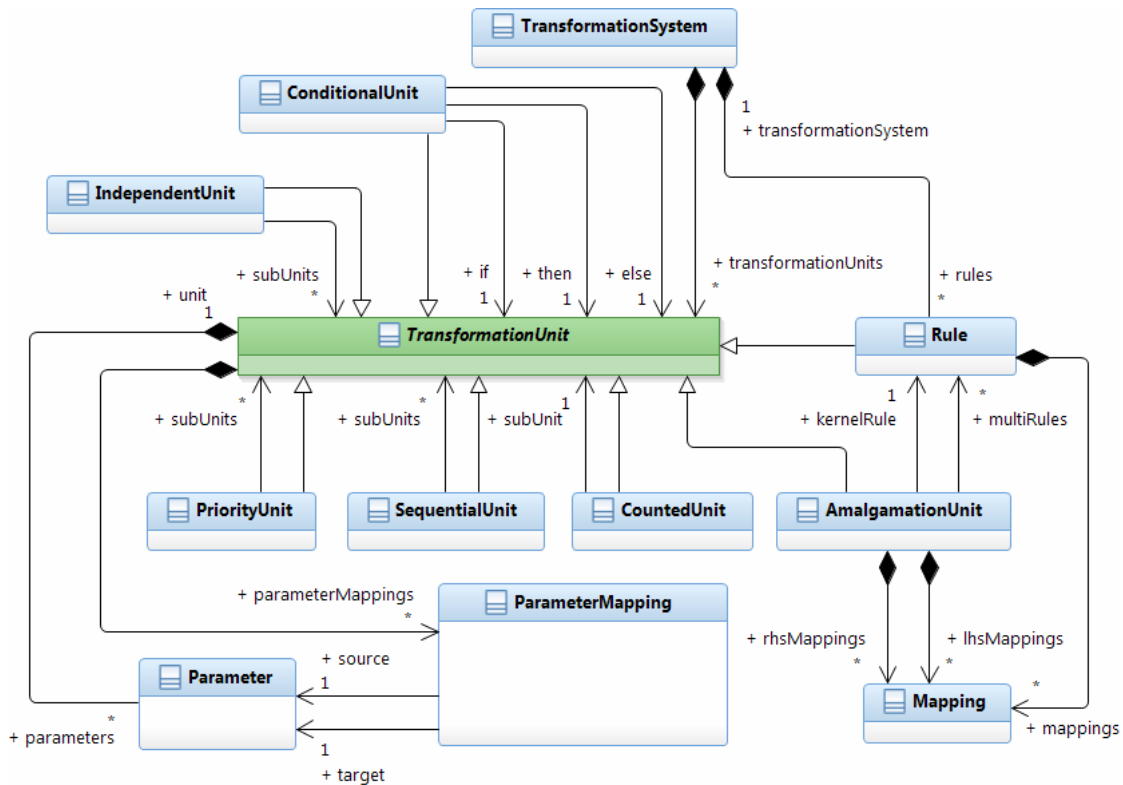 TransformationSystem
ConditionalUnit
1
+ transformationSystem
IndependentUnit
+ subUnits
*
+ if
1
+ then
1
+ else
1
+ transformationUnits
*
+ rules
*
+ unit
1
TransformationUnit
Rule
*
+ subUnits
*
+ subUnits
1
+ subUnit
1
+ kernelRule
*
+ multiRules
PriorityUnit
SequentialUnit
CountedUnit
AmalgamationUnit
+ parameterMappings
*
ParameterMapping
+ rhsMappings
*
+ lhsMappings
*
+ source
1
Parameter
Mapping
*
+ mappings
*
+ parameters
1
+ target